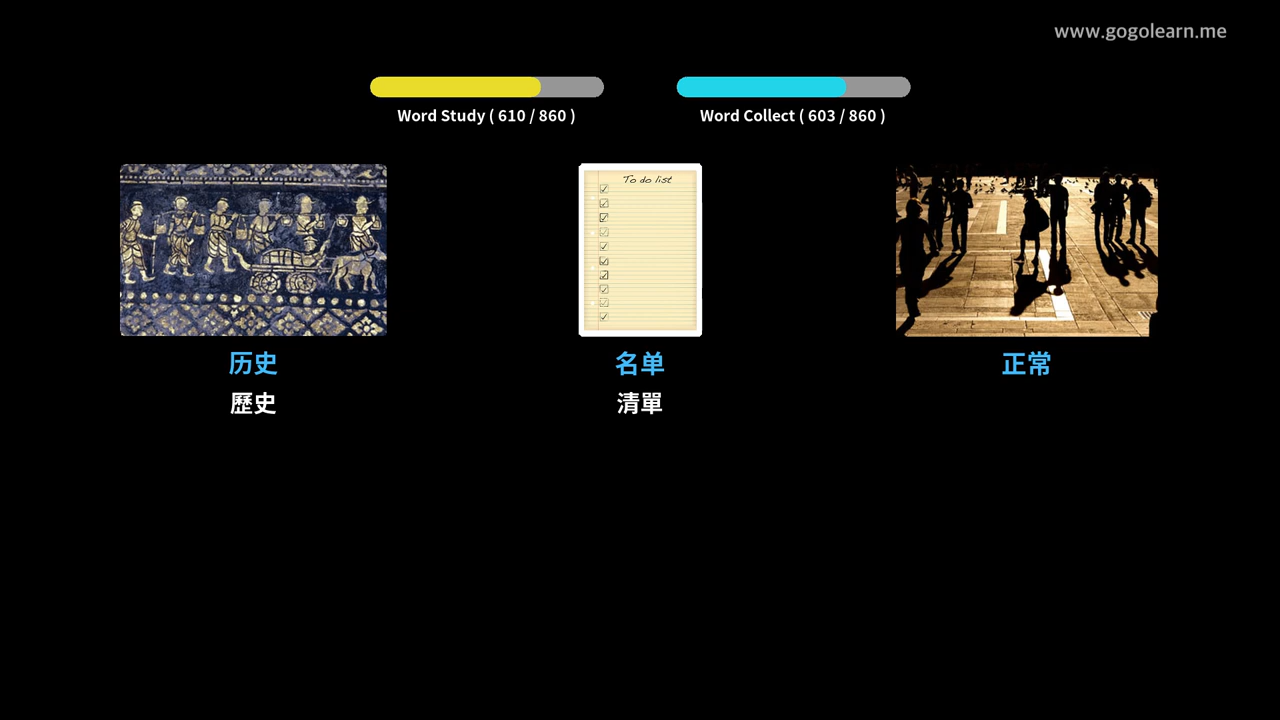 www.gogolearn.me
Word Study ( 610 / 860 )
Word Collect ( 603 / 860 )
To do list
历史
名单
正常
歷史
清單